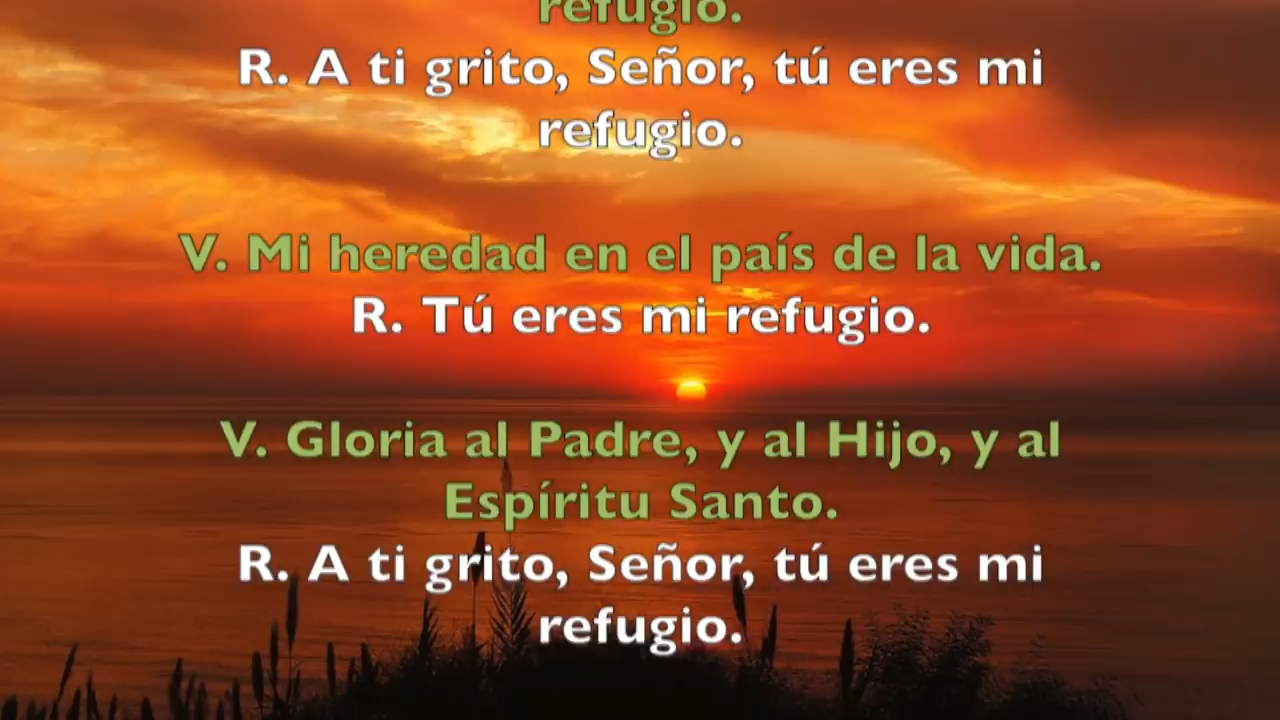 refugio.
R. A ti grito, Señor, tú eres mi
refugio.
V. Mi heredad en el país de la vida.
R. Tú eres mi refugio.
V. Gloria al Padre, y al Hijo, y al
Espíritu Santo.
R. A ti grito, Señor, tú eres mi
refugio.